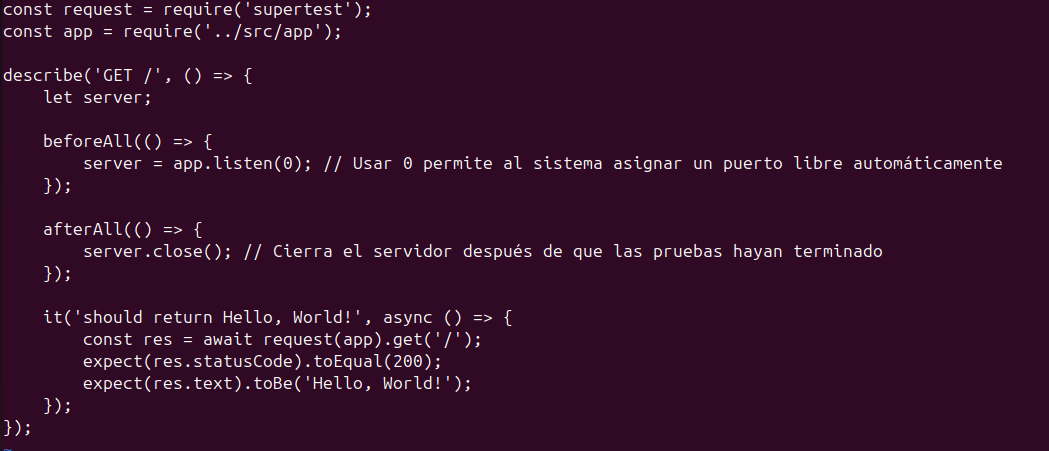 const request = require('supertest');
const app = require('../src/app');

describe('GET /', () => {
    let server;

    beforeAll(() => {
        server = app.listen(0); // Usar 0 permite al sistema asignar un puerto libre automáticamente
    });

    afterAll(() => {
        server.close(); // Cierra el servidor después de que las pruebas hayan terminado
    });

    it('should return Hello, World!', async () => {
        const res = await request(app).get('/');
        expect(res.statusCode).toEqual(200);
        expect(res.text).toBe('Hello, World!');
    });
});
~